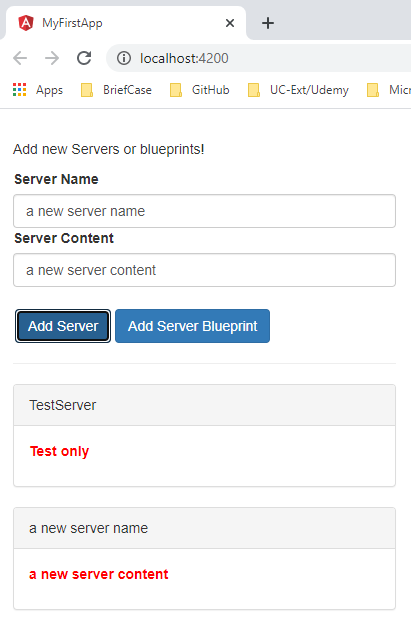 MyFirstApp
localhost:4200
Apps BriefCase GitHub UC-Ext/Udemy Micr
Add new Servers or blueprints!
Server Name
a new server name
Server Content
a new server content
Add Server Add Server Blueprint
TestServer
Test only
a new server name
a new server content